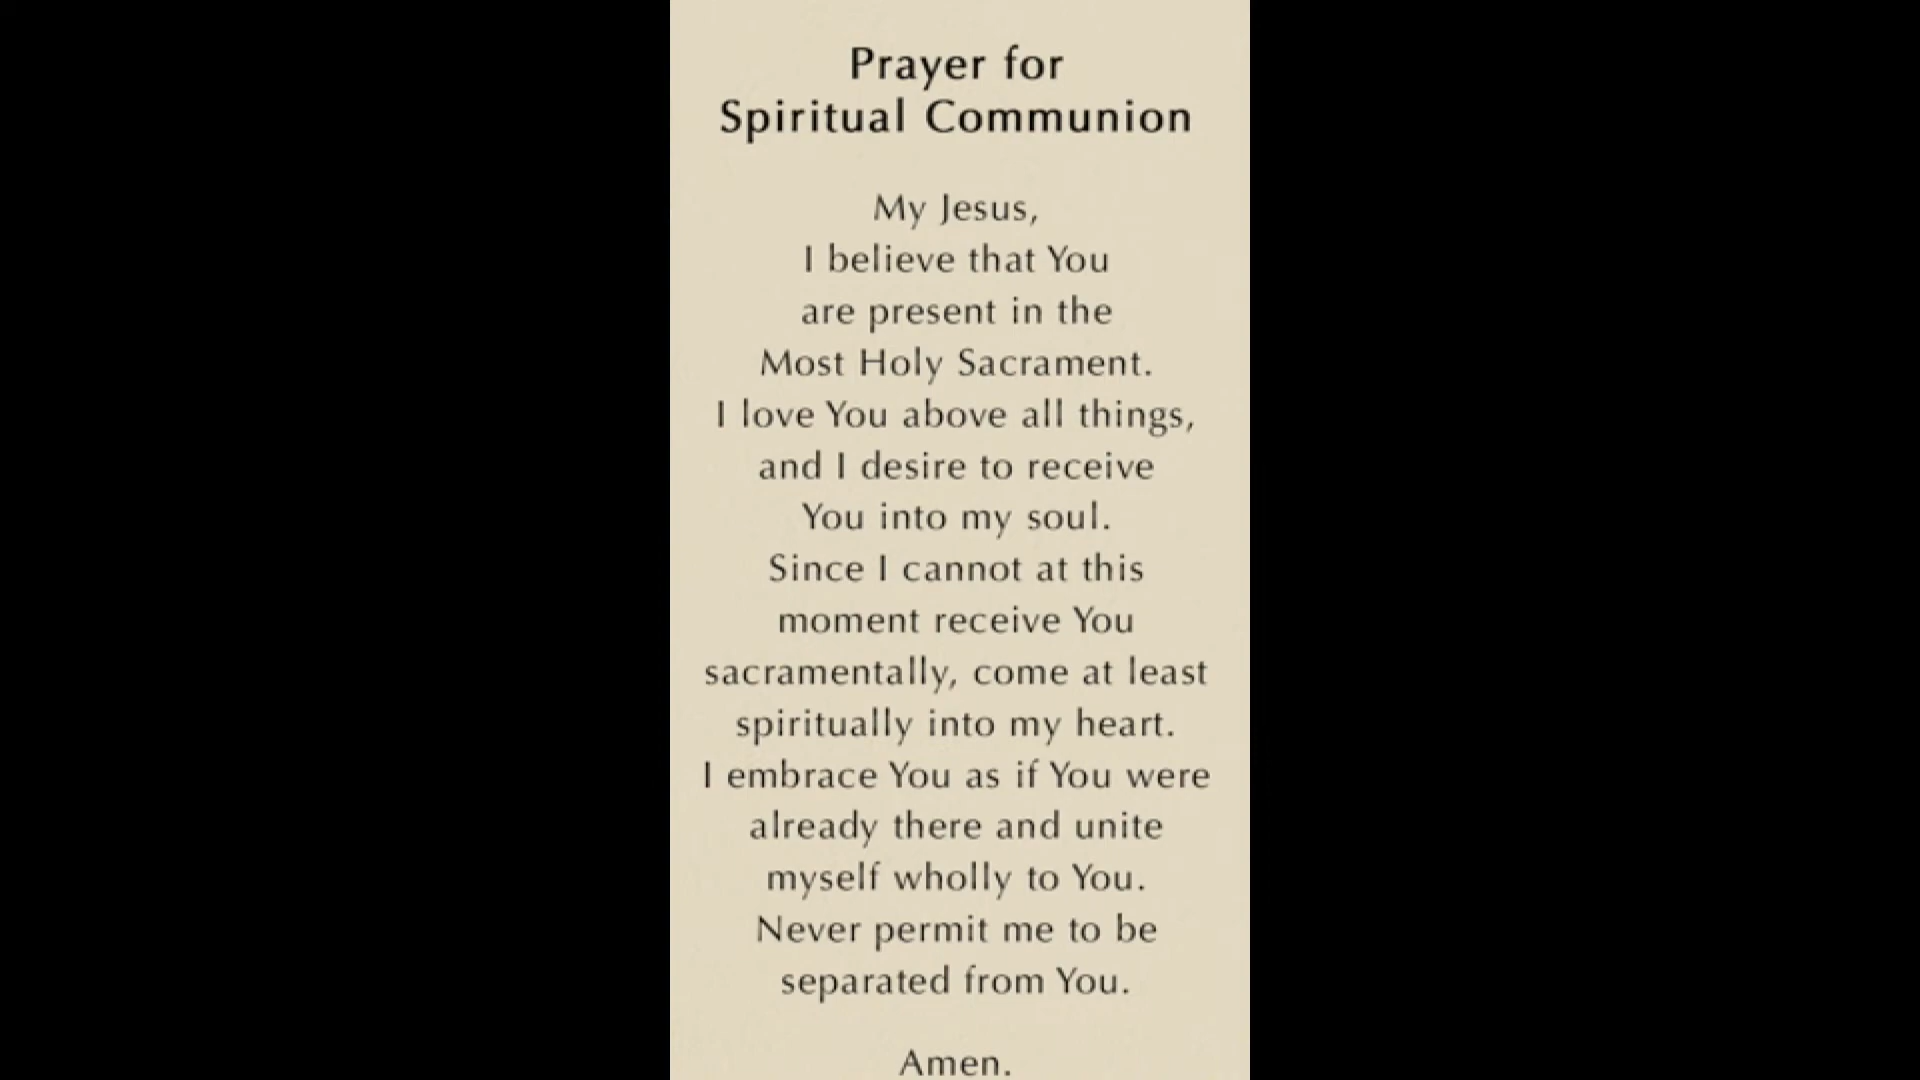 Prayer for
Spiritual Communion
My Jesus,
I believe that You
are present in the
Most Holy Sacrament.
I love You above all things,
and I desire to receive
You into my soul.
Since I cannot at this
moment receive You
sacramentally, come at least
spiritually into my heart.
I embrace You as if You were
already there and unite
myself wholly to You.
Never permit me to be
separated from You.
Amen.